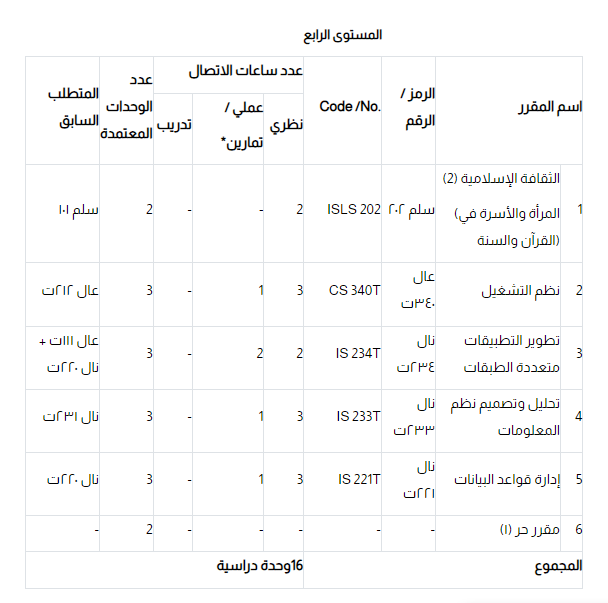 المستوى الرابع
اسم المقرر | الرمز / الرقم | Code /No. | عدد ساعات الاتصال | عدد الوحدات المعتمدة | المتطلب السابق
نظري | عملي / تمارين* | تدريب
1 | الثقافة الإسلامية (2) (المرأة والأسرة في القرآن والسنة) | سلم ٢٠٢ | ISLS 202 | 2 | - | - | 2 | سلم ١٠١
2 | نظم التشغيل | عال ٣٤٠ت | CS 340T | 3 | 1 | - | 3 | عال ٢١٢ت
3 | تطوير التطبيقات متعددة الطبقات | نال ٢٣٤ت | IS 234T | 2 | 2 | - | 3 | عال ١١١ت + نال ٢٢٠ت
4 | تحليل وتصميم نظم المعلومات | نال ٢٣٣ت | IS 233T | 3 | 1 | - | 3 | نال ٢٣١ت
5 | إدارة قواعد البيانات | نال ٢٢١ت | IS 221T | 3 | 1 | - | 3 | نال ٢٢٠ت
6 | مقرر حر (١) | - | - | - | - | - | 2 | -
المجموع | 16وحدة دراسية